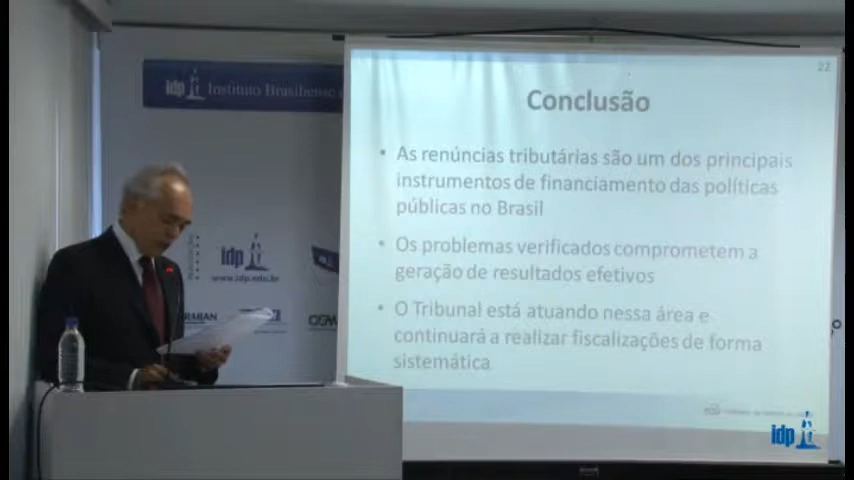 idp Instituto Brasiliense
22
Conclusão
• As renúncias tributárias são um dos principais
instrumentos de financiamento das políticas
públicas no Brasil
• Os problemas verificados comprometem a
geração de resultados efetivos
• O Tribunal está atuando nessa área e
continuará a realizar fiscalizações de forma
sistemática
idp
www.idp.edu.br
idp